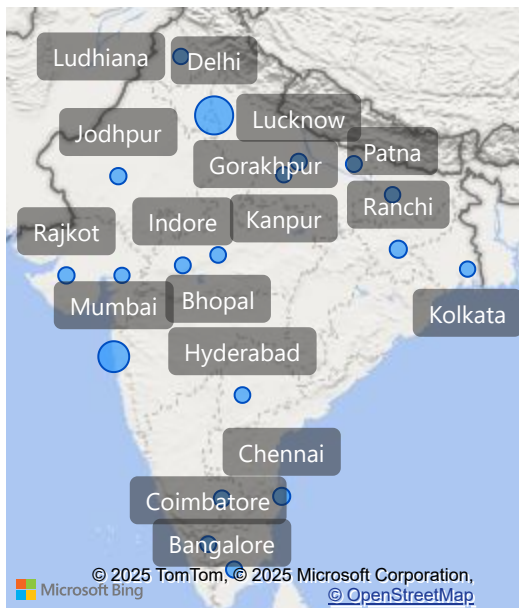 Ludhiana
Delhi
Jodhpur
Lucknow
Gorakhpur
Patna
Rajkot
Indore
Kanpur
Ranchi
Mumbai
Bhopal
Kolkata
Hyderabad
Chennai
Coimbatore
Bangalore
© 2025 TomTom, © 2025 Microsoft Corporation,
Microsoft Bing
© OpenStreetMap